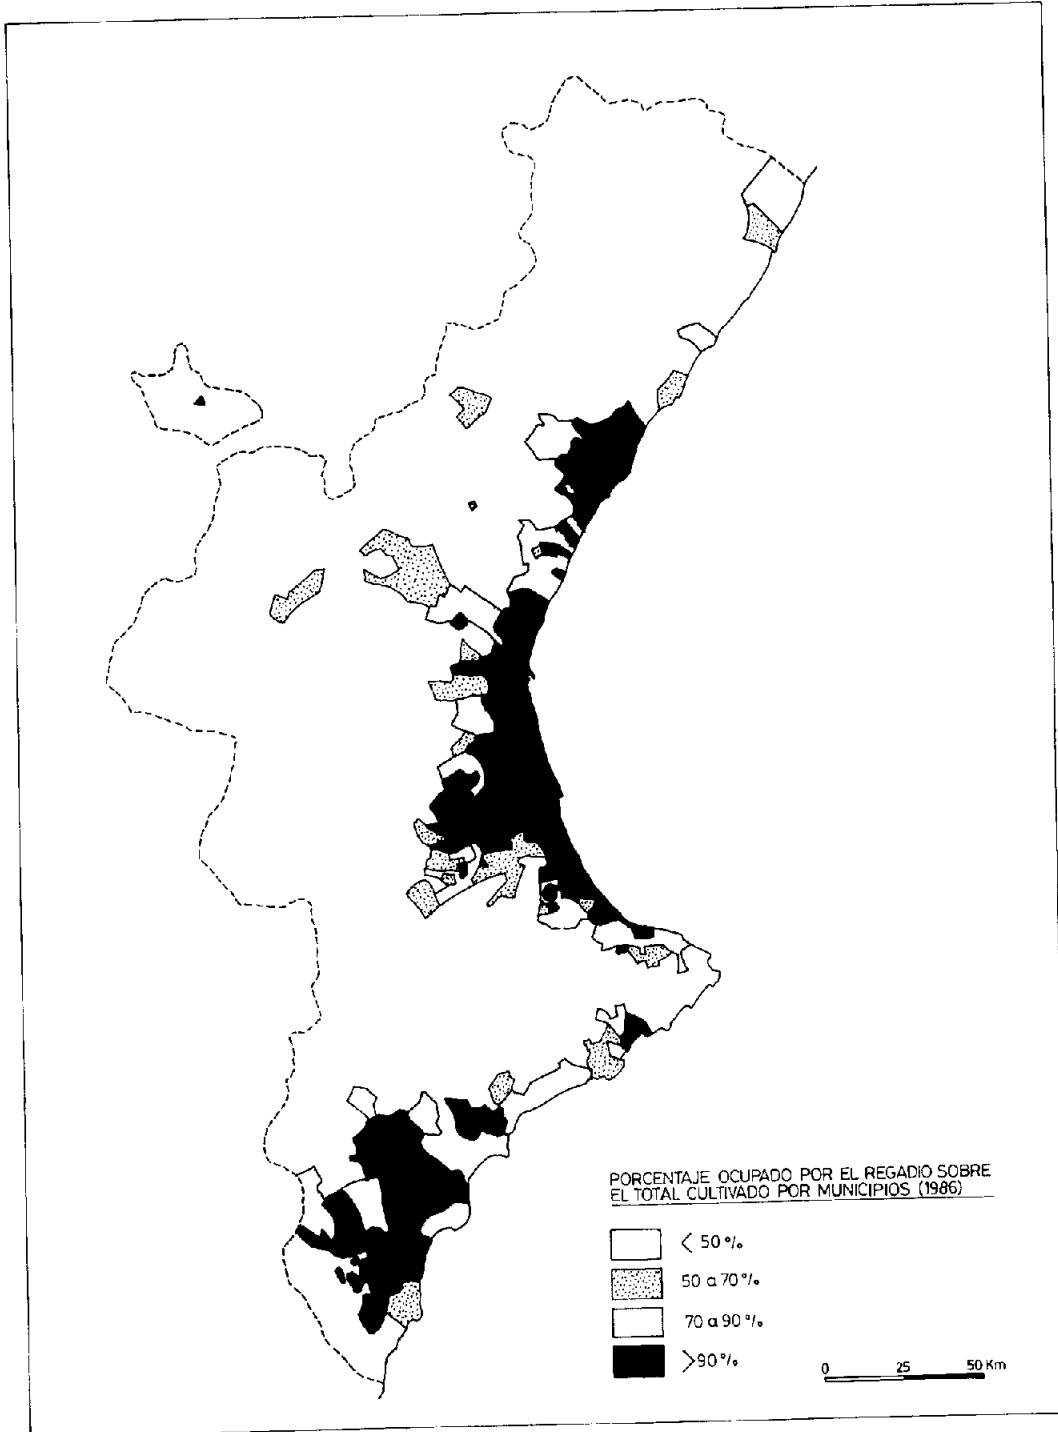 PORCENTAJE OCUPADO POR EL REGADIO SOBRE
EL TOTAL CULTIVADO POR MUNICIPIOS (1986)
< 50 %
50 a 70 %
70 a 90 %
>90 %
0 25 50 Km